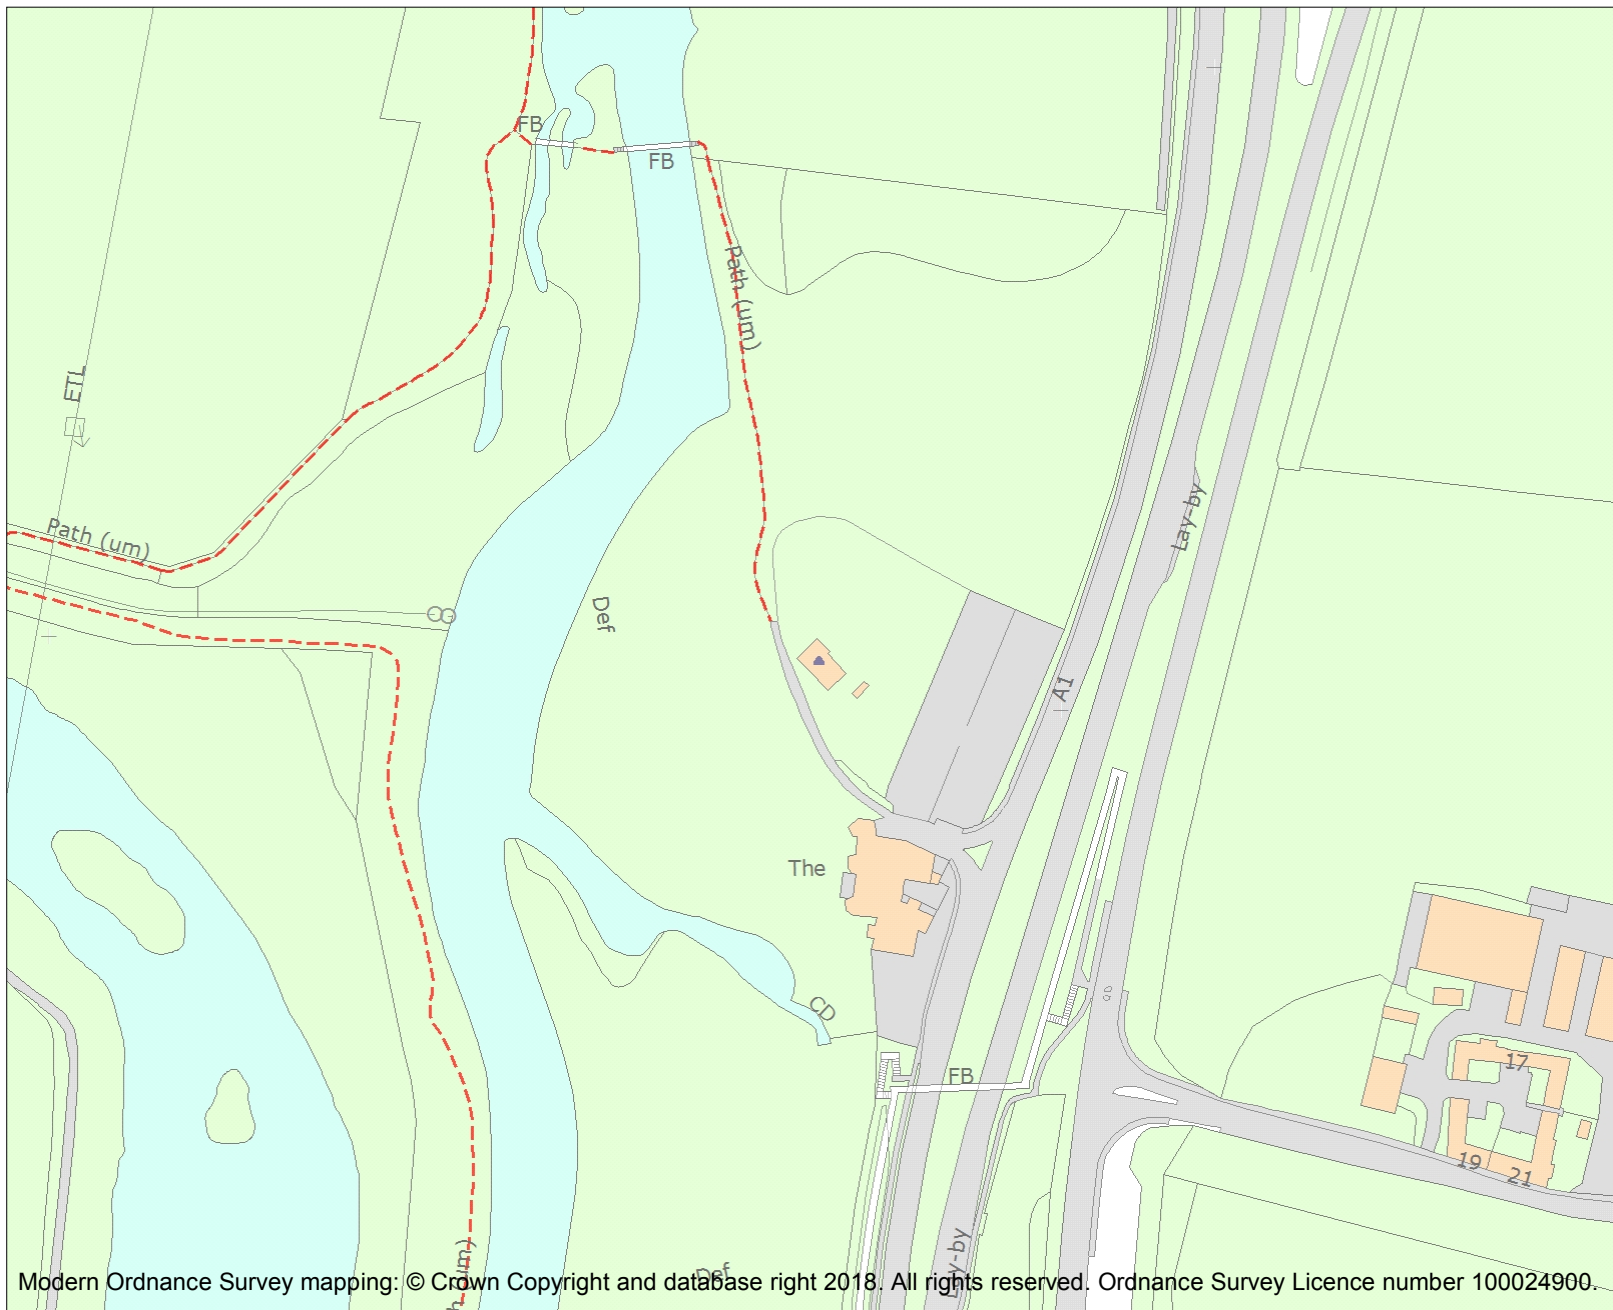 FB
FB
Path (um)
ETL
Lay-by
Path (um)
Def
A1
The
CD
FB
17
19
21
Lay-by
Def
Modern Ordnance Survey mapping: © Crown Copyright and database right 2018. All rights reserved. Ordnance Survey Licence number 100024900.